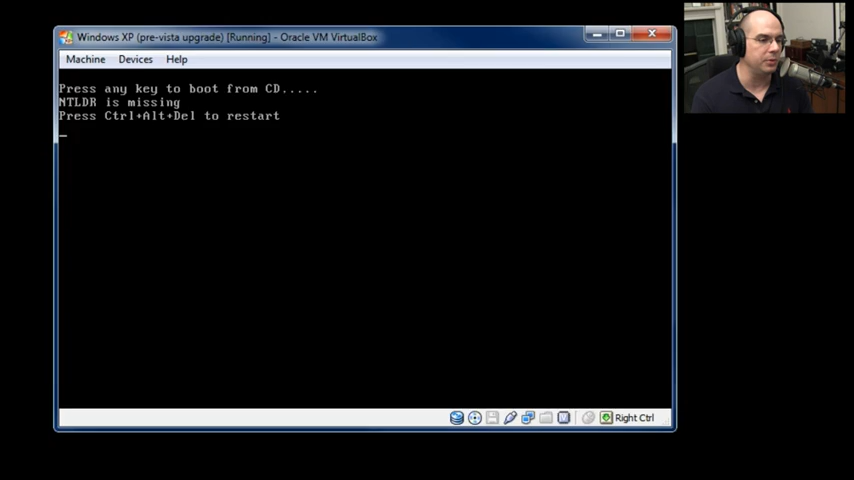 Windows XP (pre-vista upgrade) [Running] - Oracle VM VirtualBox
Machine Devices Help
Press any key to boot from CD.....
NTLDR is missing
Press Ctrl+Alt+Del to restart
_
Right Ctrl